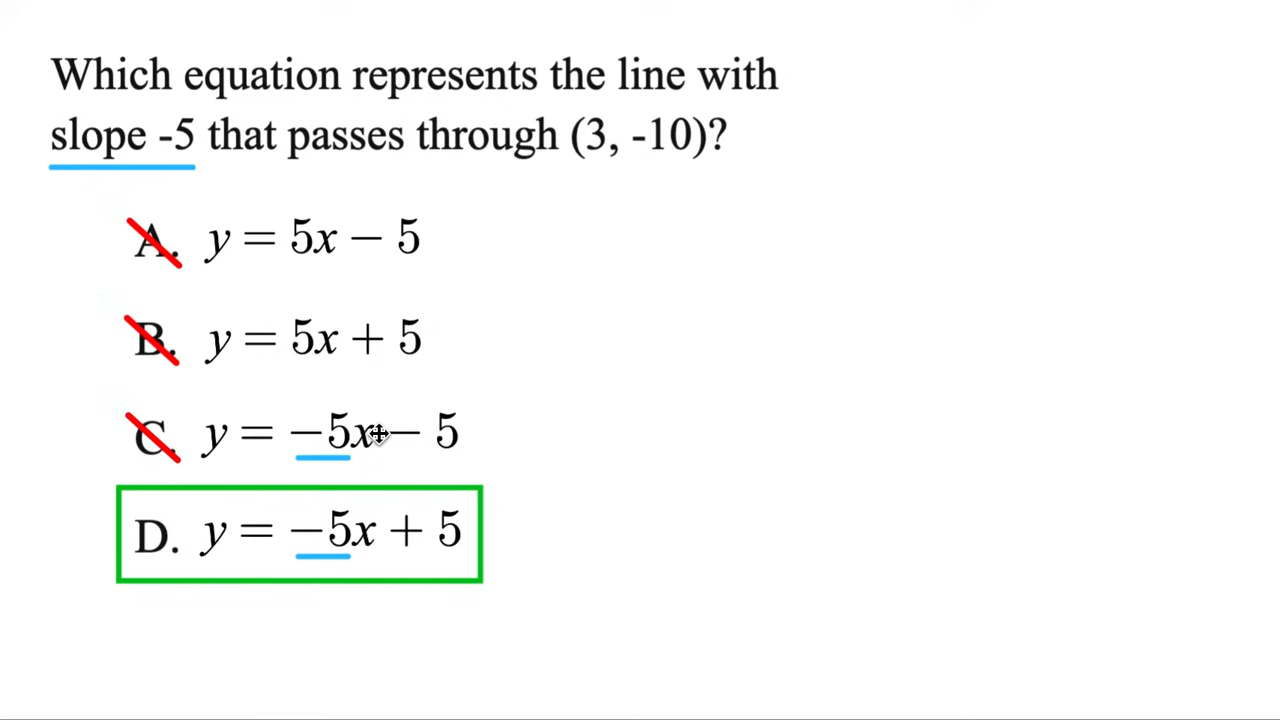 Which equation represents the line with
slope -5 that passes through (3, -10)?
A. y = 5x − 5
B. y = 5x + 5
C. y = −5x − 5
D. y = −5x + 5